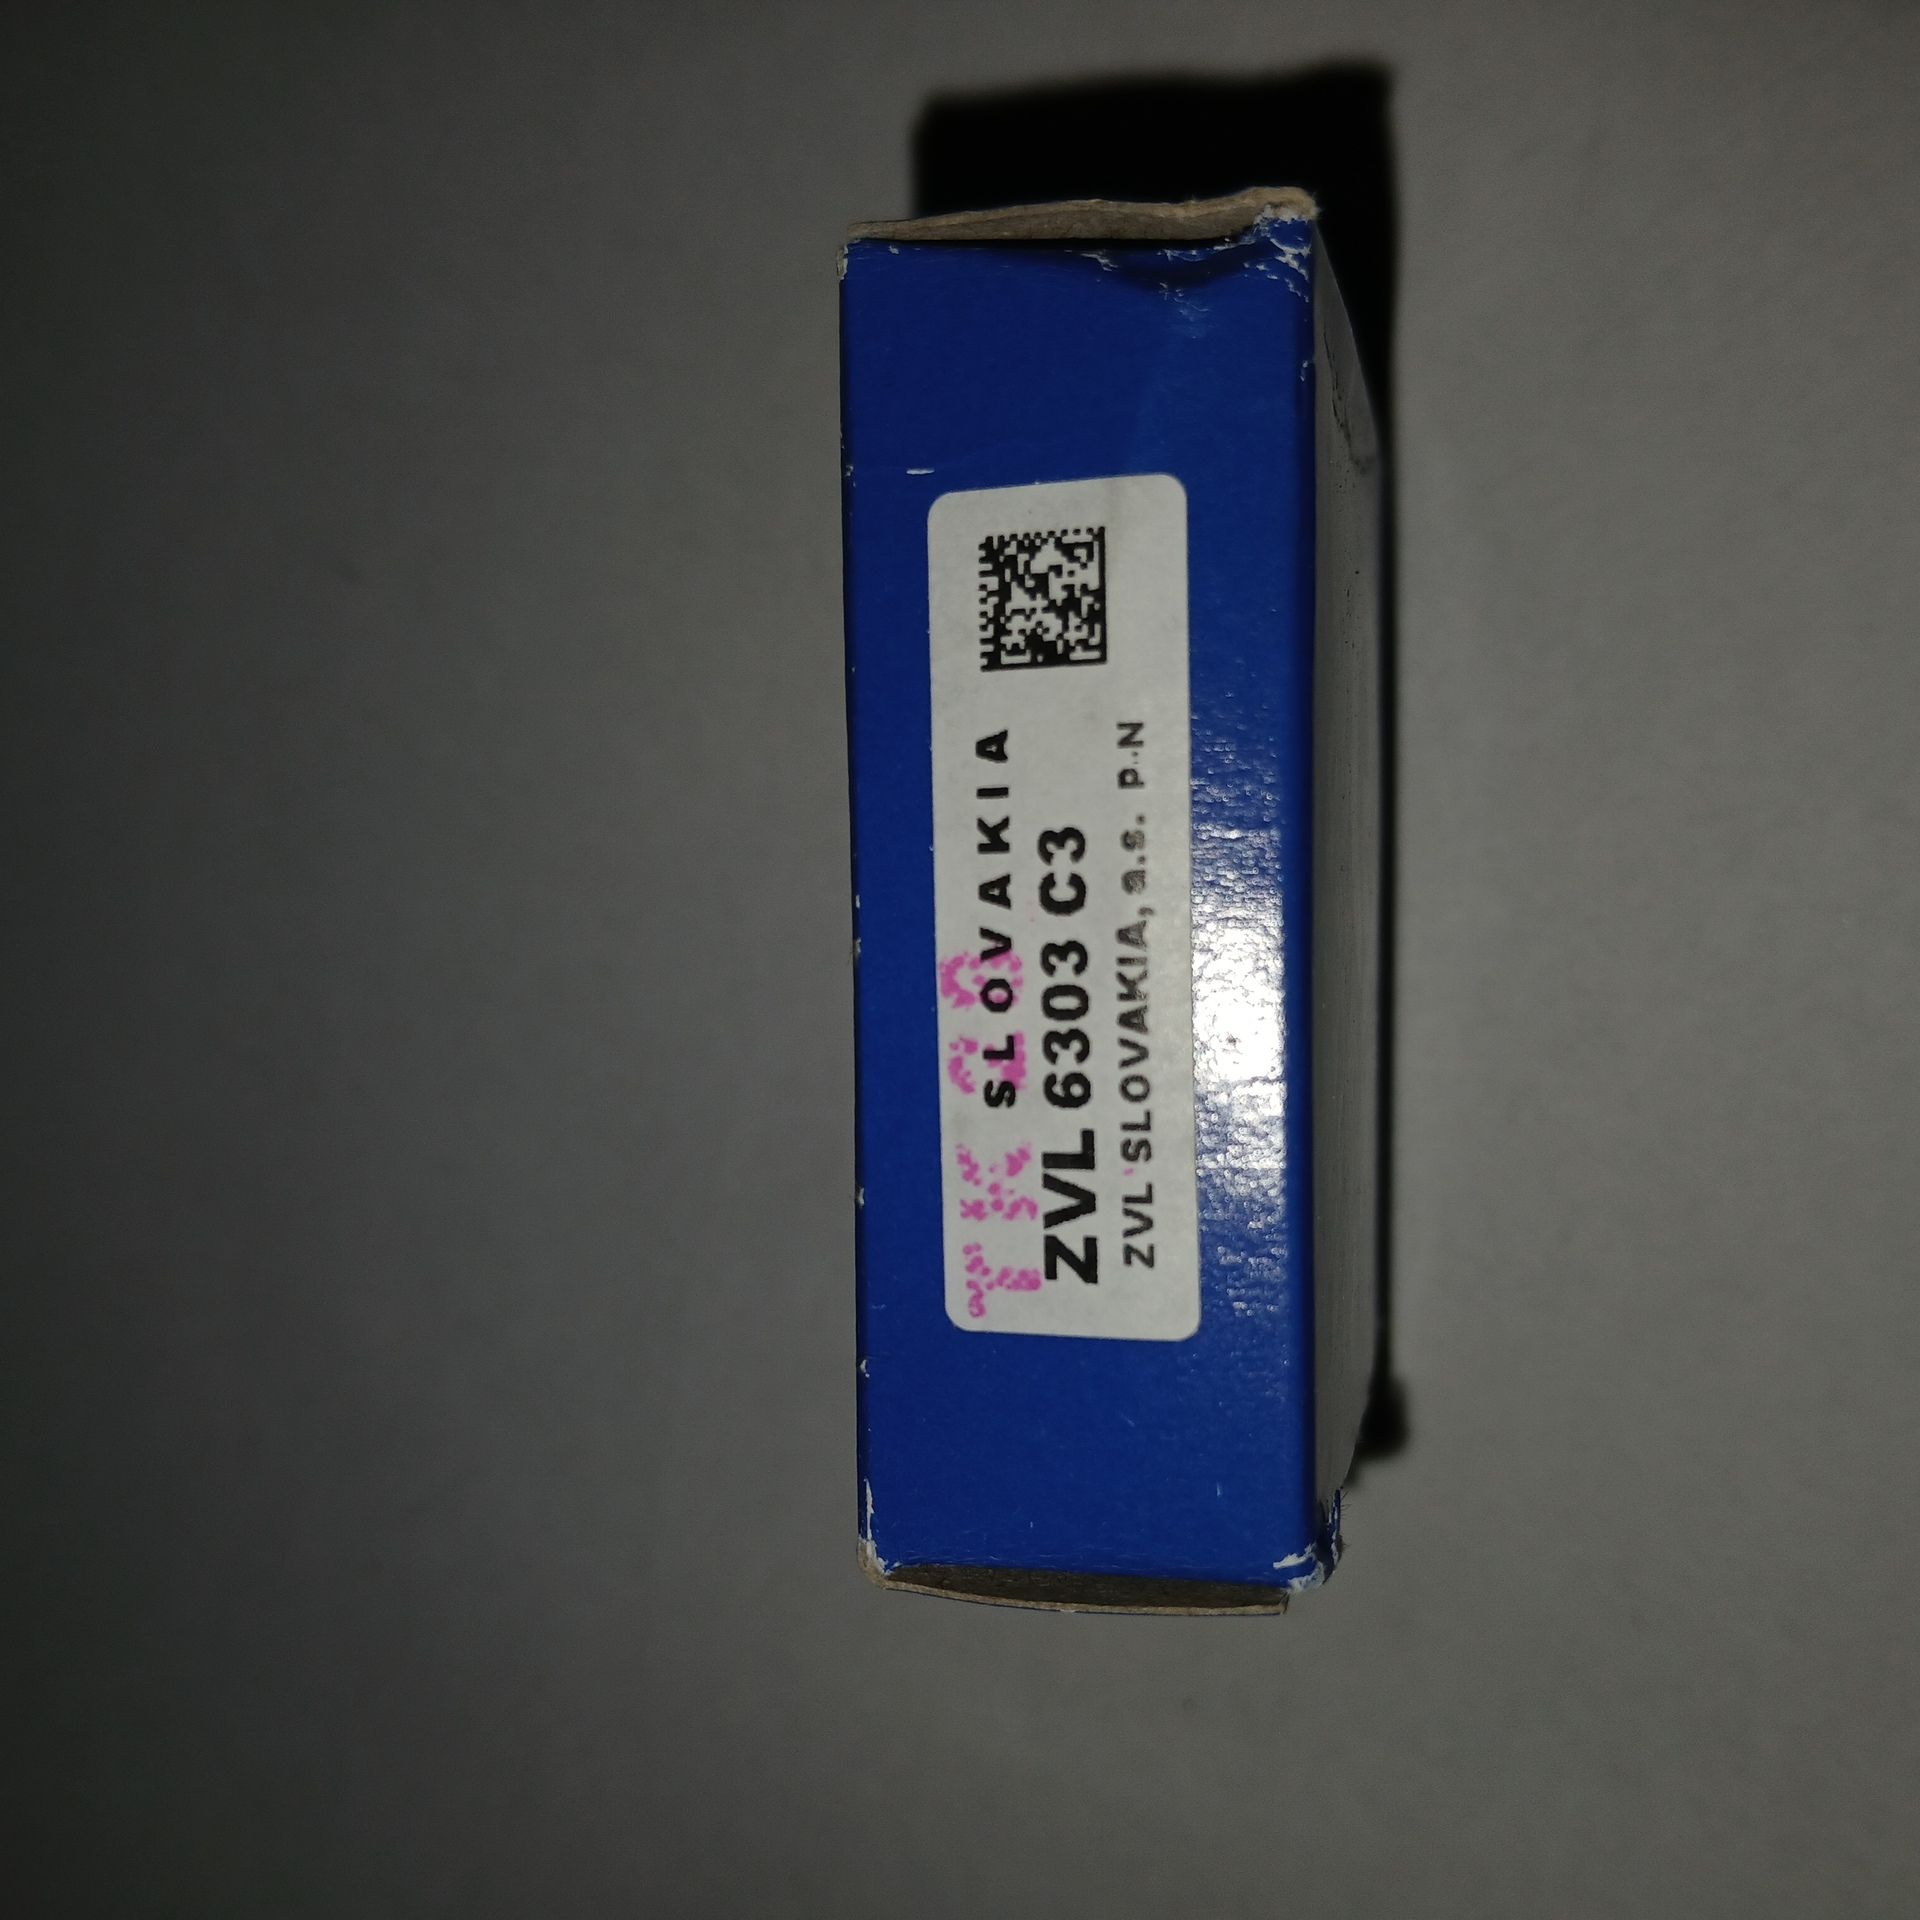 SLOVAKIA
ZVL 6303 C3
ZVL SLOVAKIA, a.s. p..N